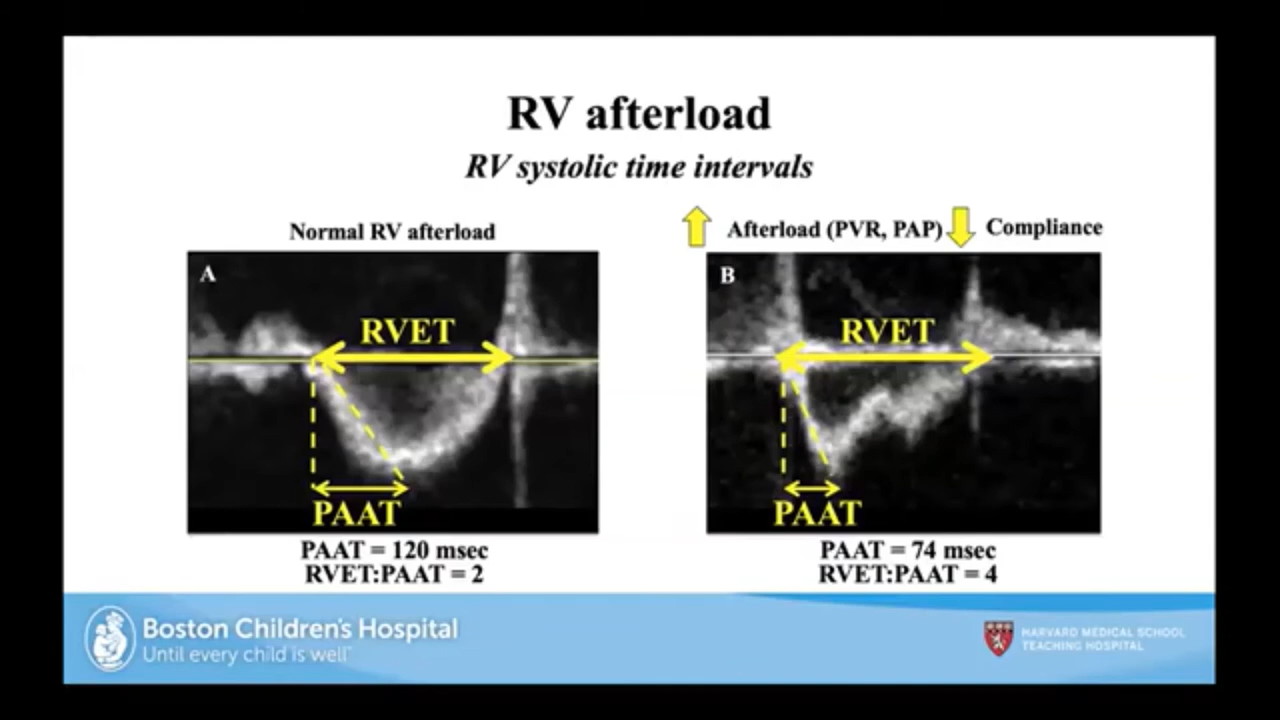 RV afterload
RV systolic time intervals
Normal RV afterload
Afterload (PVR, PAP) Compliance
A
RVET
PAAT
B
RVET
PAAT
PAAT = 120 msec
RVET:PAAT = 2
PAAT = 74 msec
RVET:PAAT = 4
Boston Children's Hospital
Until every child is well™
HARVARD MEDICAL SCHOOL
TEACHING HOSPITAL